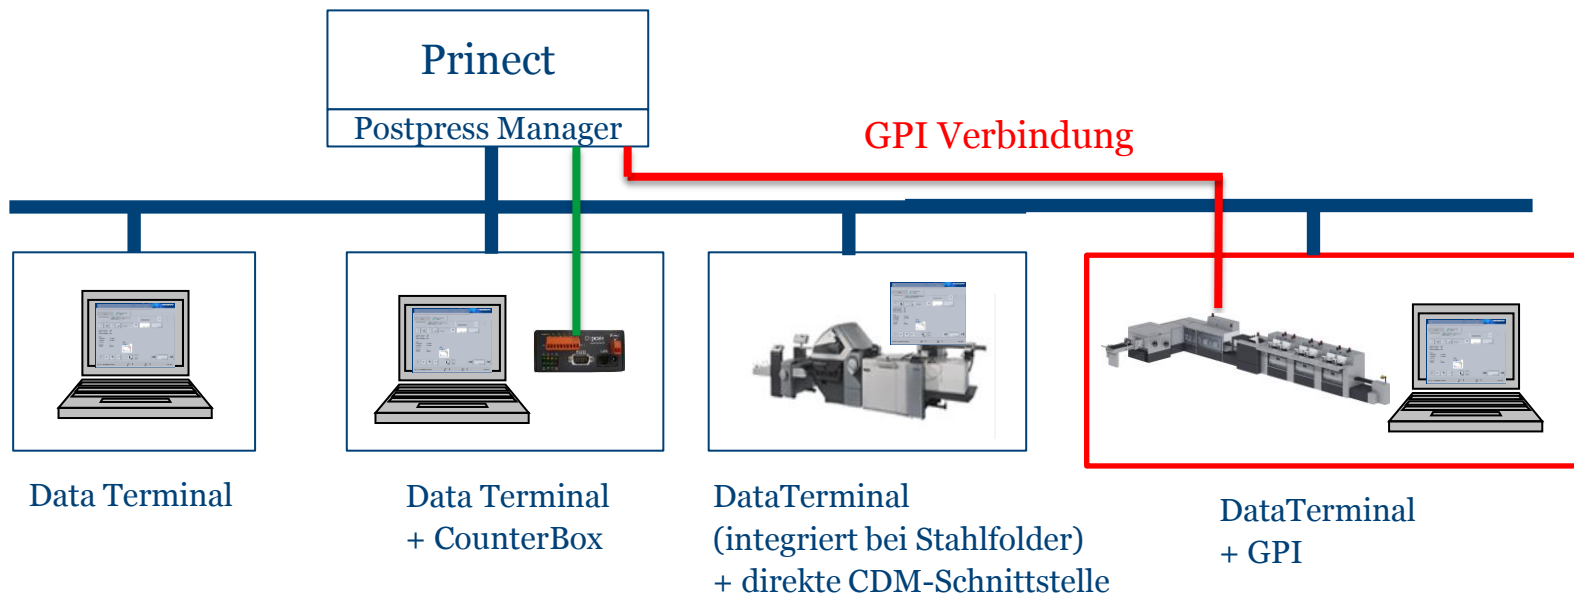 Prinect
Postpress Manager
GPI Verbindung
Data Terminal
Data Terminal
+ CounterBox
DataTerminal
(integriert bei Stahlfolder)
+ direkte CDM-Schnittstelle
DataTerminal
+ GPI